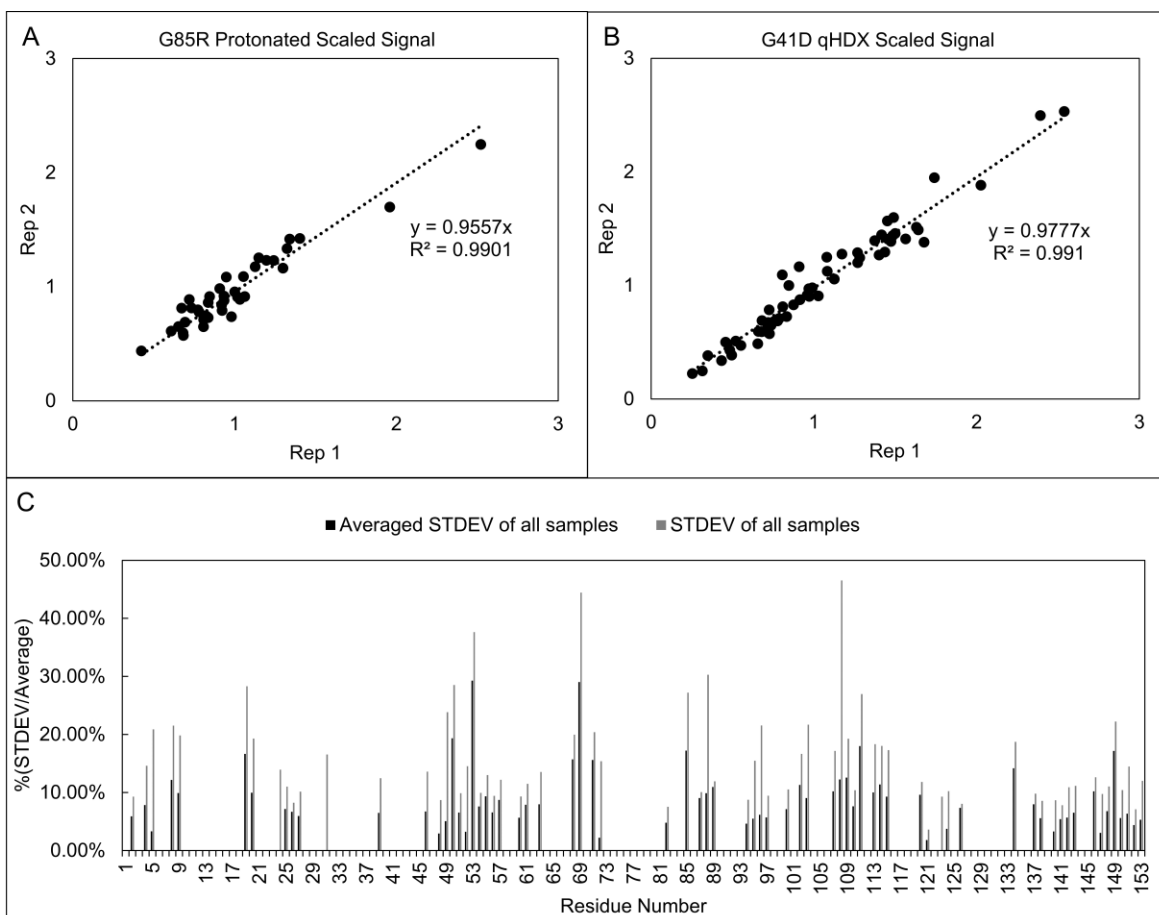 A
G85R Protonated Scaled Signal
3
2
1
0
0
1
2
3
Rep 2
Rep 1
y = 0.9557x
R² = 0.9901
B
G41D qHDX Scaled Signal
3
2
1
0
0
1
2
3
Rep 2
Rep 1
y = 0.9777x
R² = 0.991
C
Averaged STDEV of all samples
STDEV of all samples
50.00%
40.00%
30.00%
20.00%
10.00%
0.00%
%(STDEV/Average)
1 5 9 13 17 21 25 29 33 37 41 45 49 53 57 61 65 69 73 77 81 85 89 93 97 101 105 109 113 117 121 125 129 133 137 141 145 149 153
Residue Number